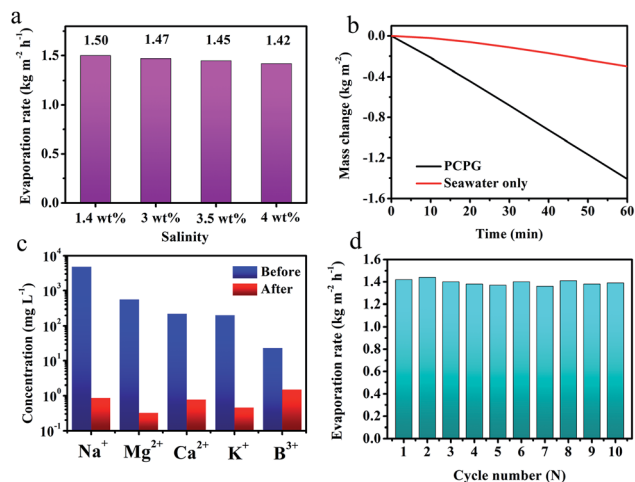 a
Evaporation rate (kg m⁻² h⁻¹)
2.0
1.5
1.0
0.5
0.0
1.50
1.47
1.45
1.42
1.4 wt%
3 wt%
3.5 wt%
4 wt%
Salinity
b
Mass change (kg m⁻²)
0.0
-0.4
-0.8
-1.2
-1.6
PCPG
Seawater only
0
10
20
30
40
50
60
Time (min)
c
Concentration (mg L⁻¹)
10⁴
10³
10²
10¹
10⁰
10⁻¹
Before
After
Na⁺
Mg²⁺
Ca²⁺
K⁺
B³⁺
d
Evaporation rate (kg m⁻² h⁻¹)
1.6
1.4
1.2
1.0
0.8
0.6
0.4
0.2
0.0
1
2
3
4
5
6
7
8
9
10
Cycle number (N)